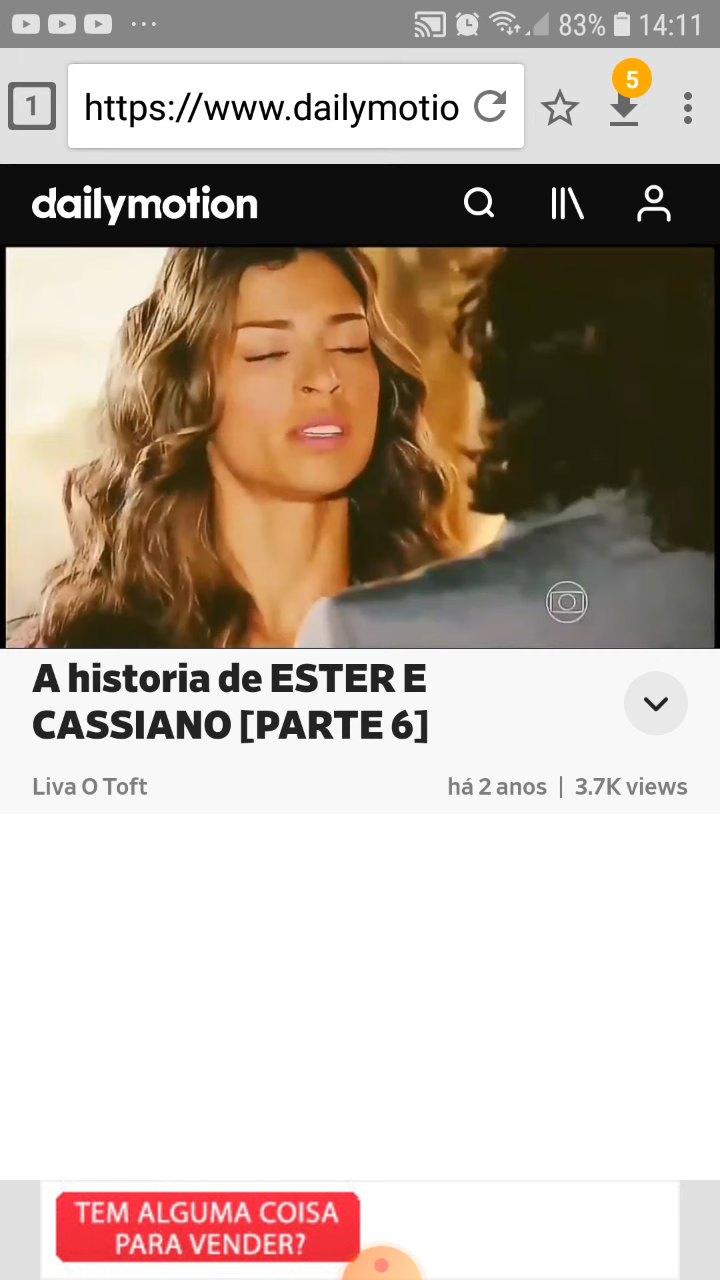 83% 14:11
1
https://www.dailymotio
5
dailymotion
A historia de ESTER E
CASSIANO [PARTE 6]
Liva O Toft
há 2 anos | 3.7K views
TEM ALGUMA COISA
PARA VENDER?